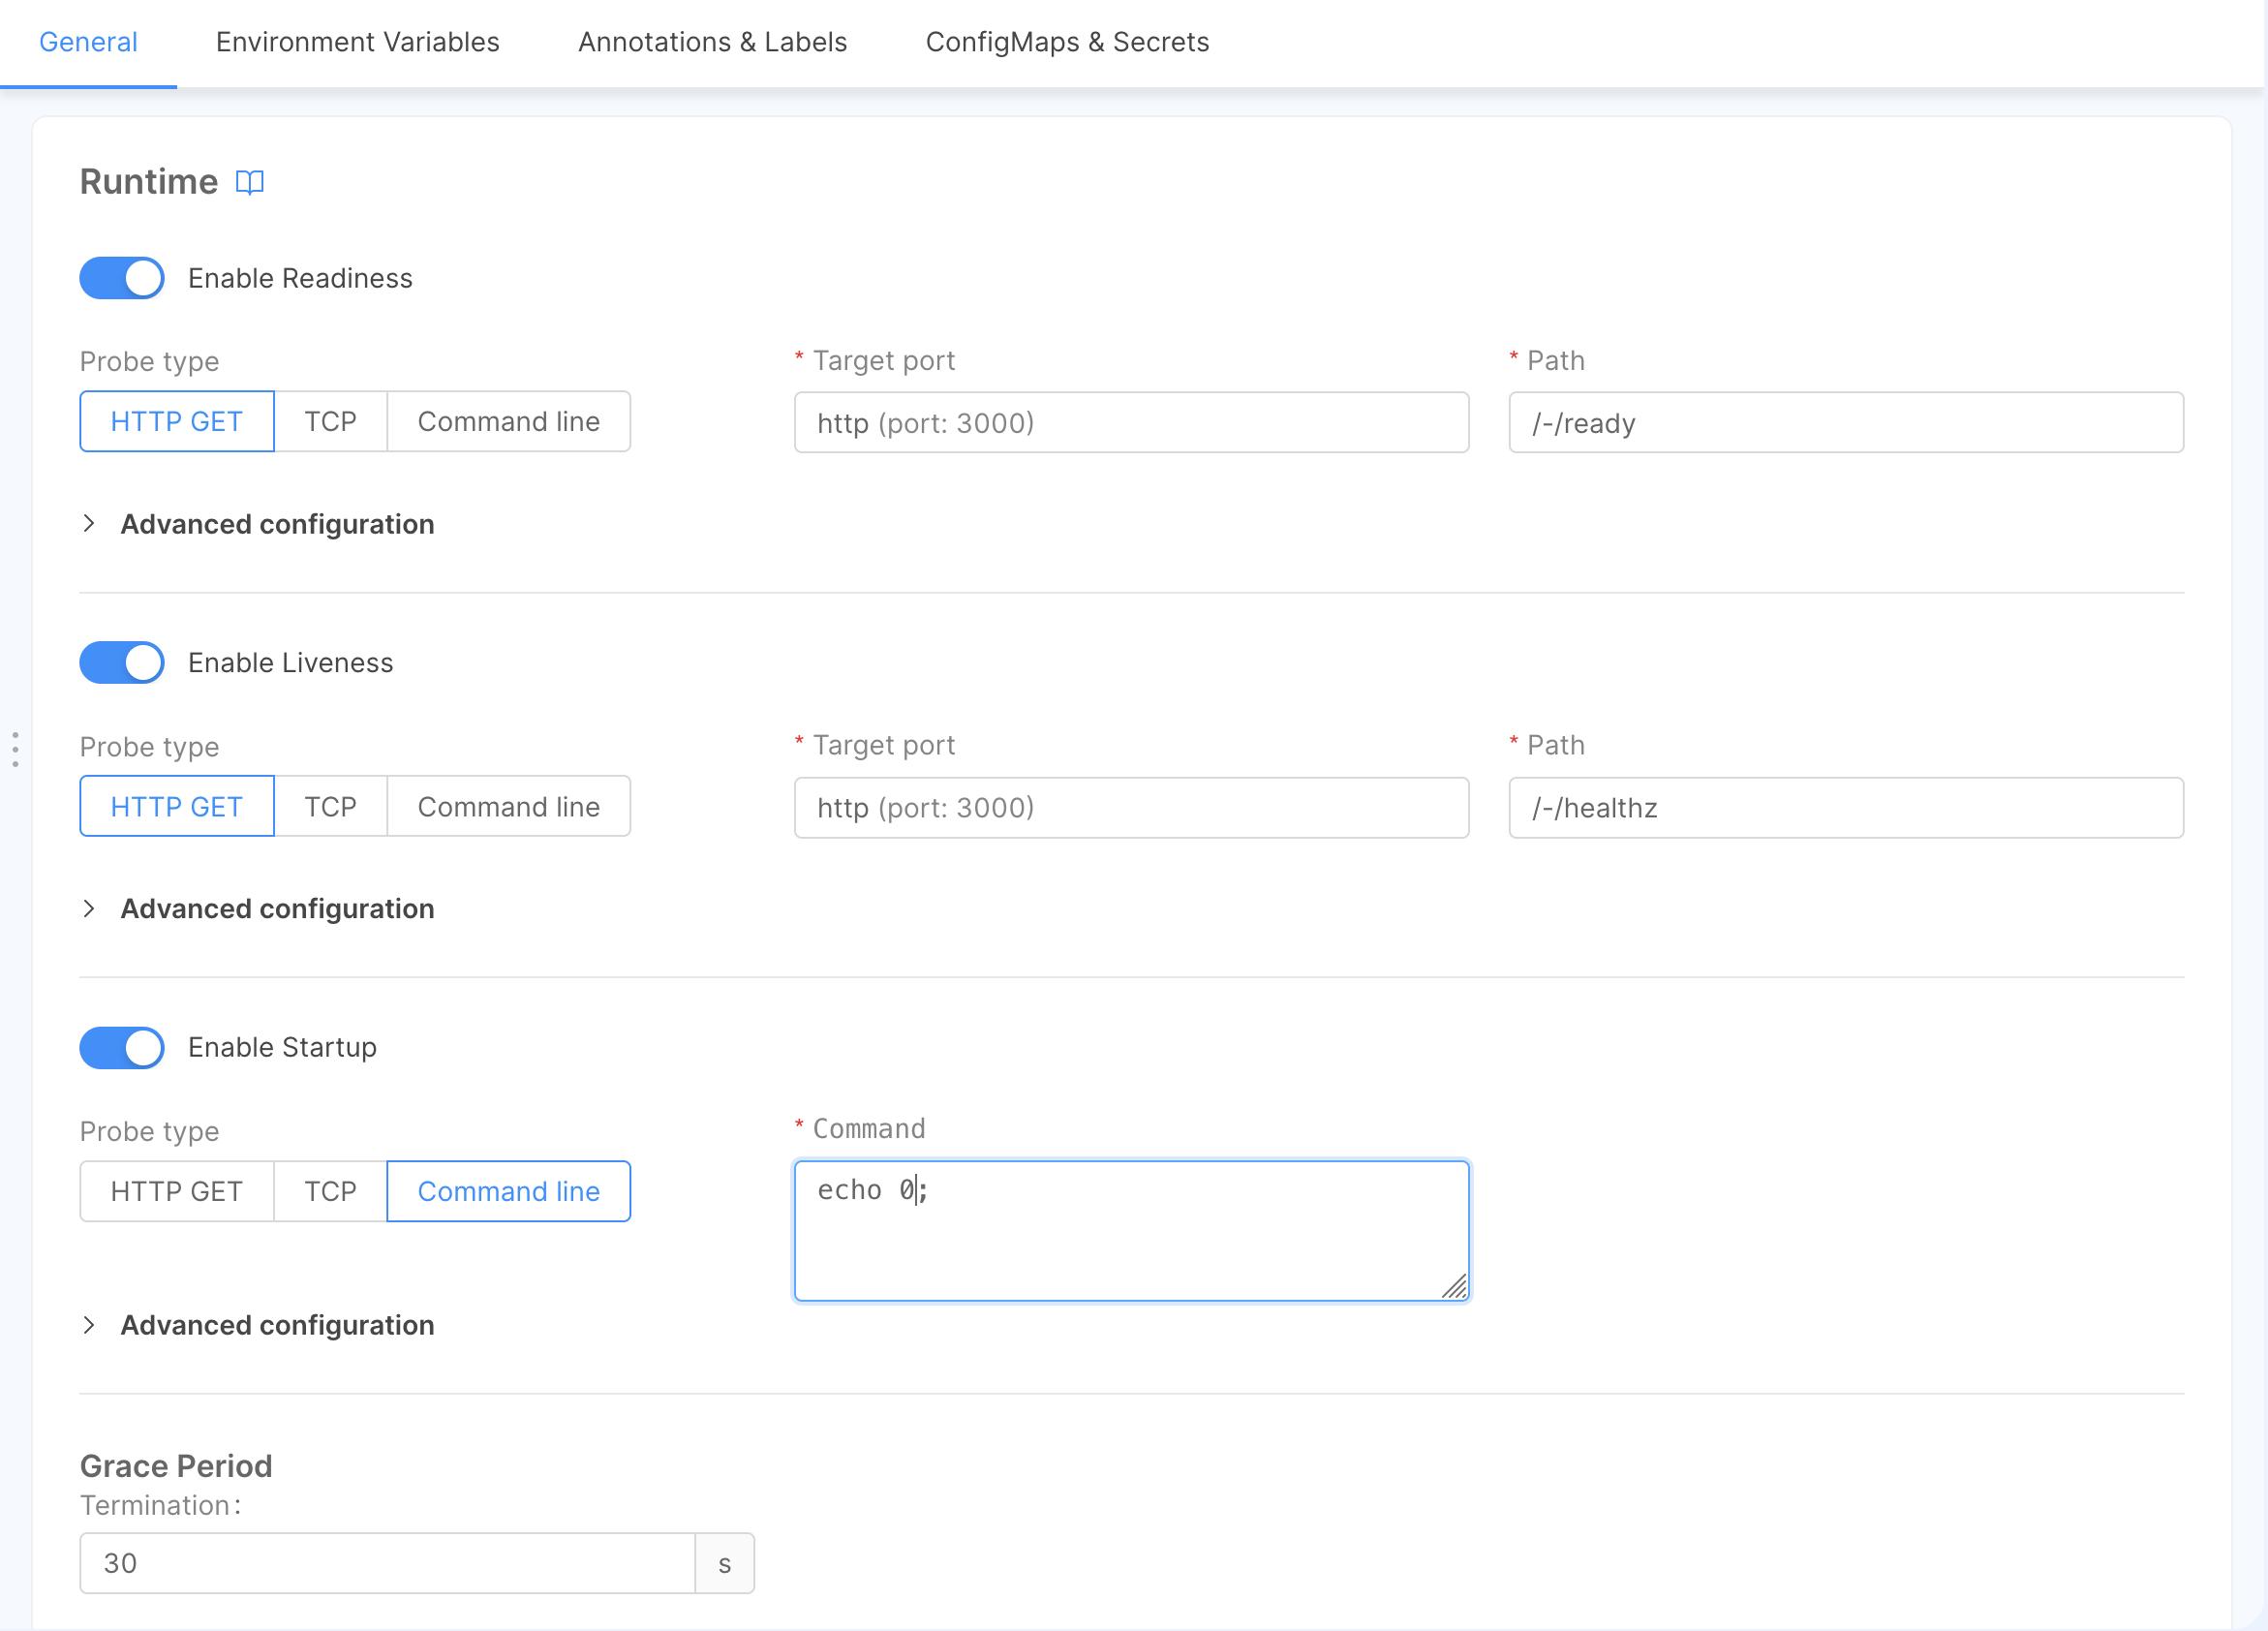 General Environment Variables Annotations & Labels ConfigMaps & Secrets
Runtime
Enable Readiness
Probe type * Target port * Path
HTTP GET TCP Command line http (port: 3000) /-/ready
Advanced configuration
Enable Liveness
Probe type * Target port * Path
HTTP GET TCP Command line http (port: 3000) /-/healthz
Advanced configuration
Enable Startup
Probe type * Command
HTTP GET TCP Command line echo 0;
Advanced configuration
Grace Period
Termination:
30 s